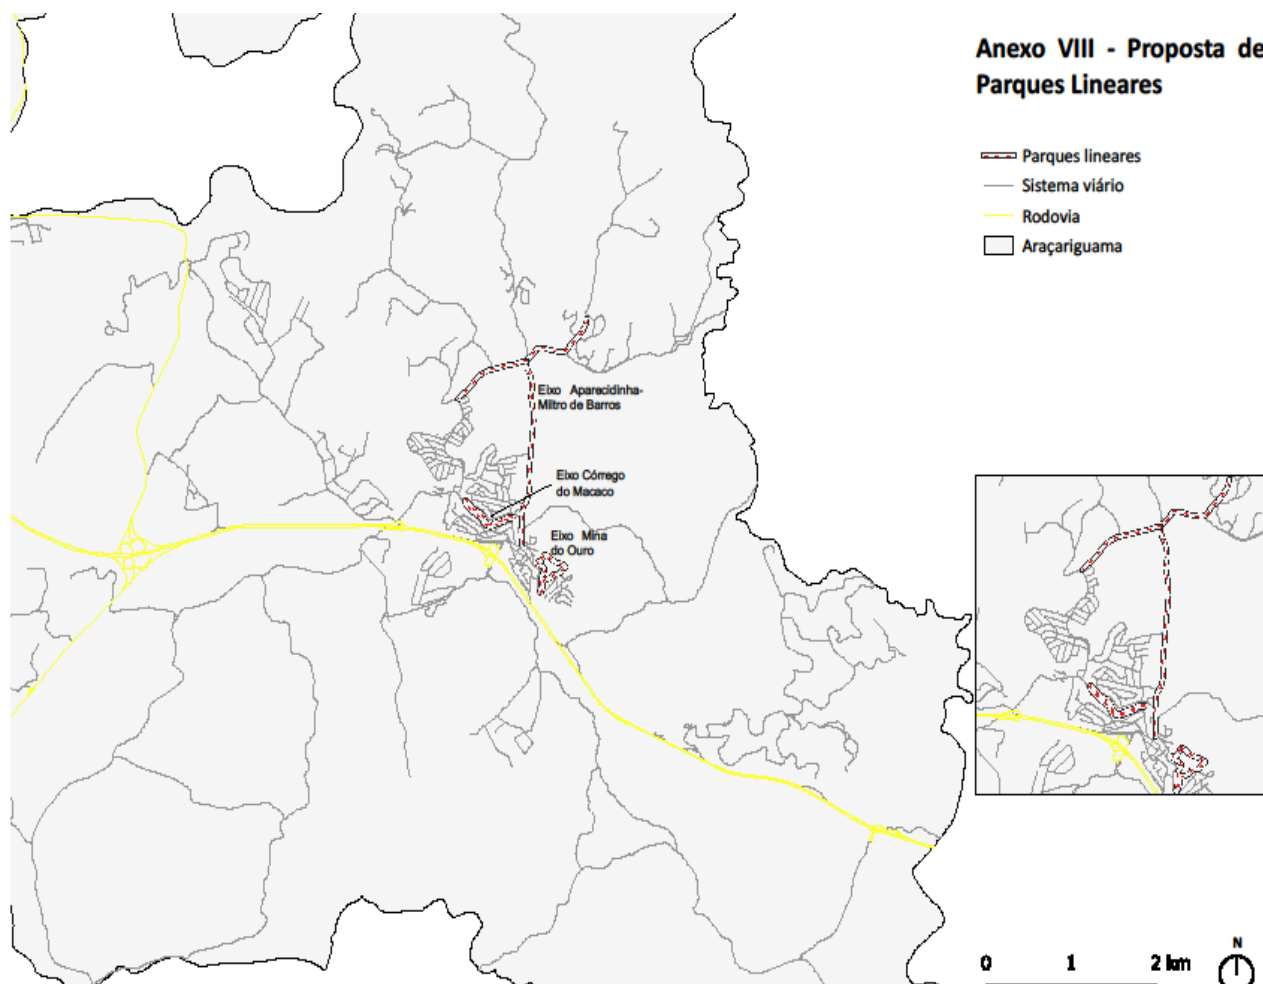 Anexo VIII - Proposta de
Parques Lineares
Parques lineares
Sistema viário
Rodovia
Araçariguama
Eixo Aparecidinha-
Miltro de Barros
Eixo Córrego
do Macaco
Eixo Mina
do Ouro
N
0 1 2 km